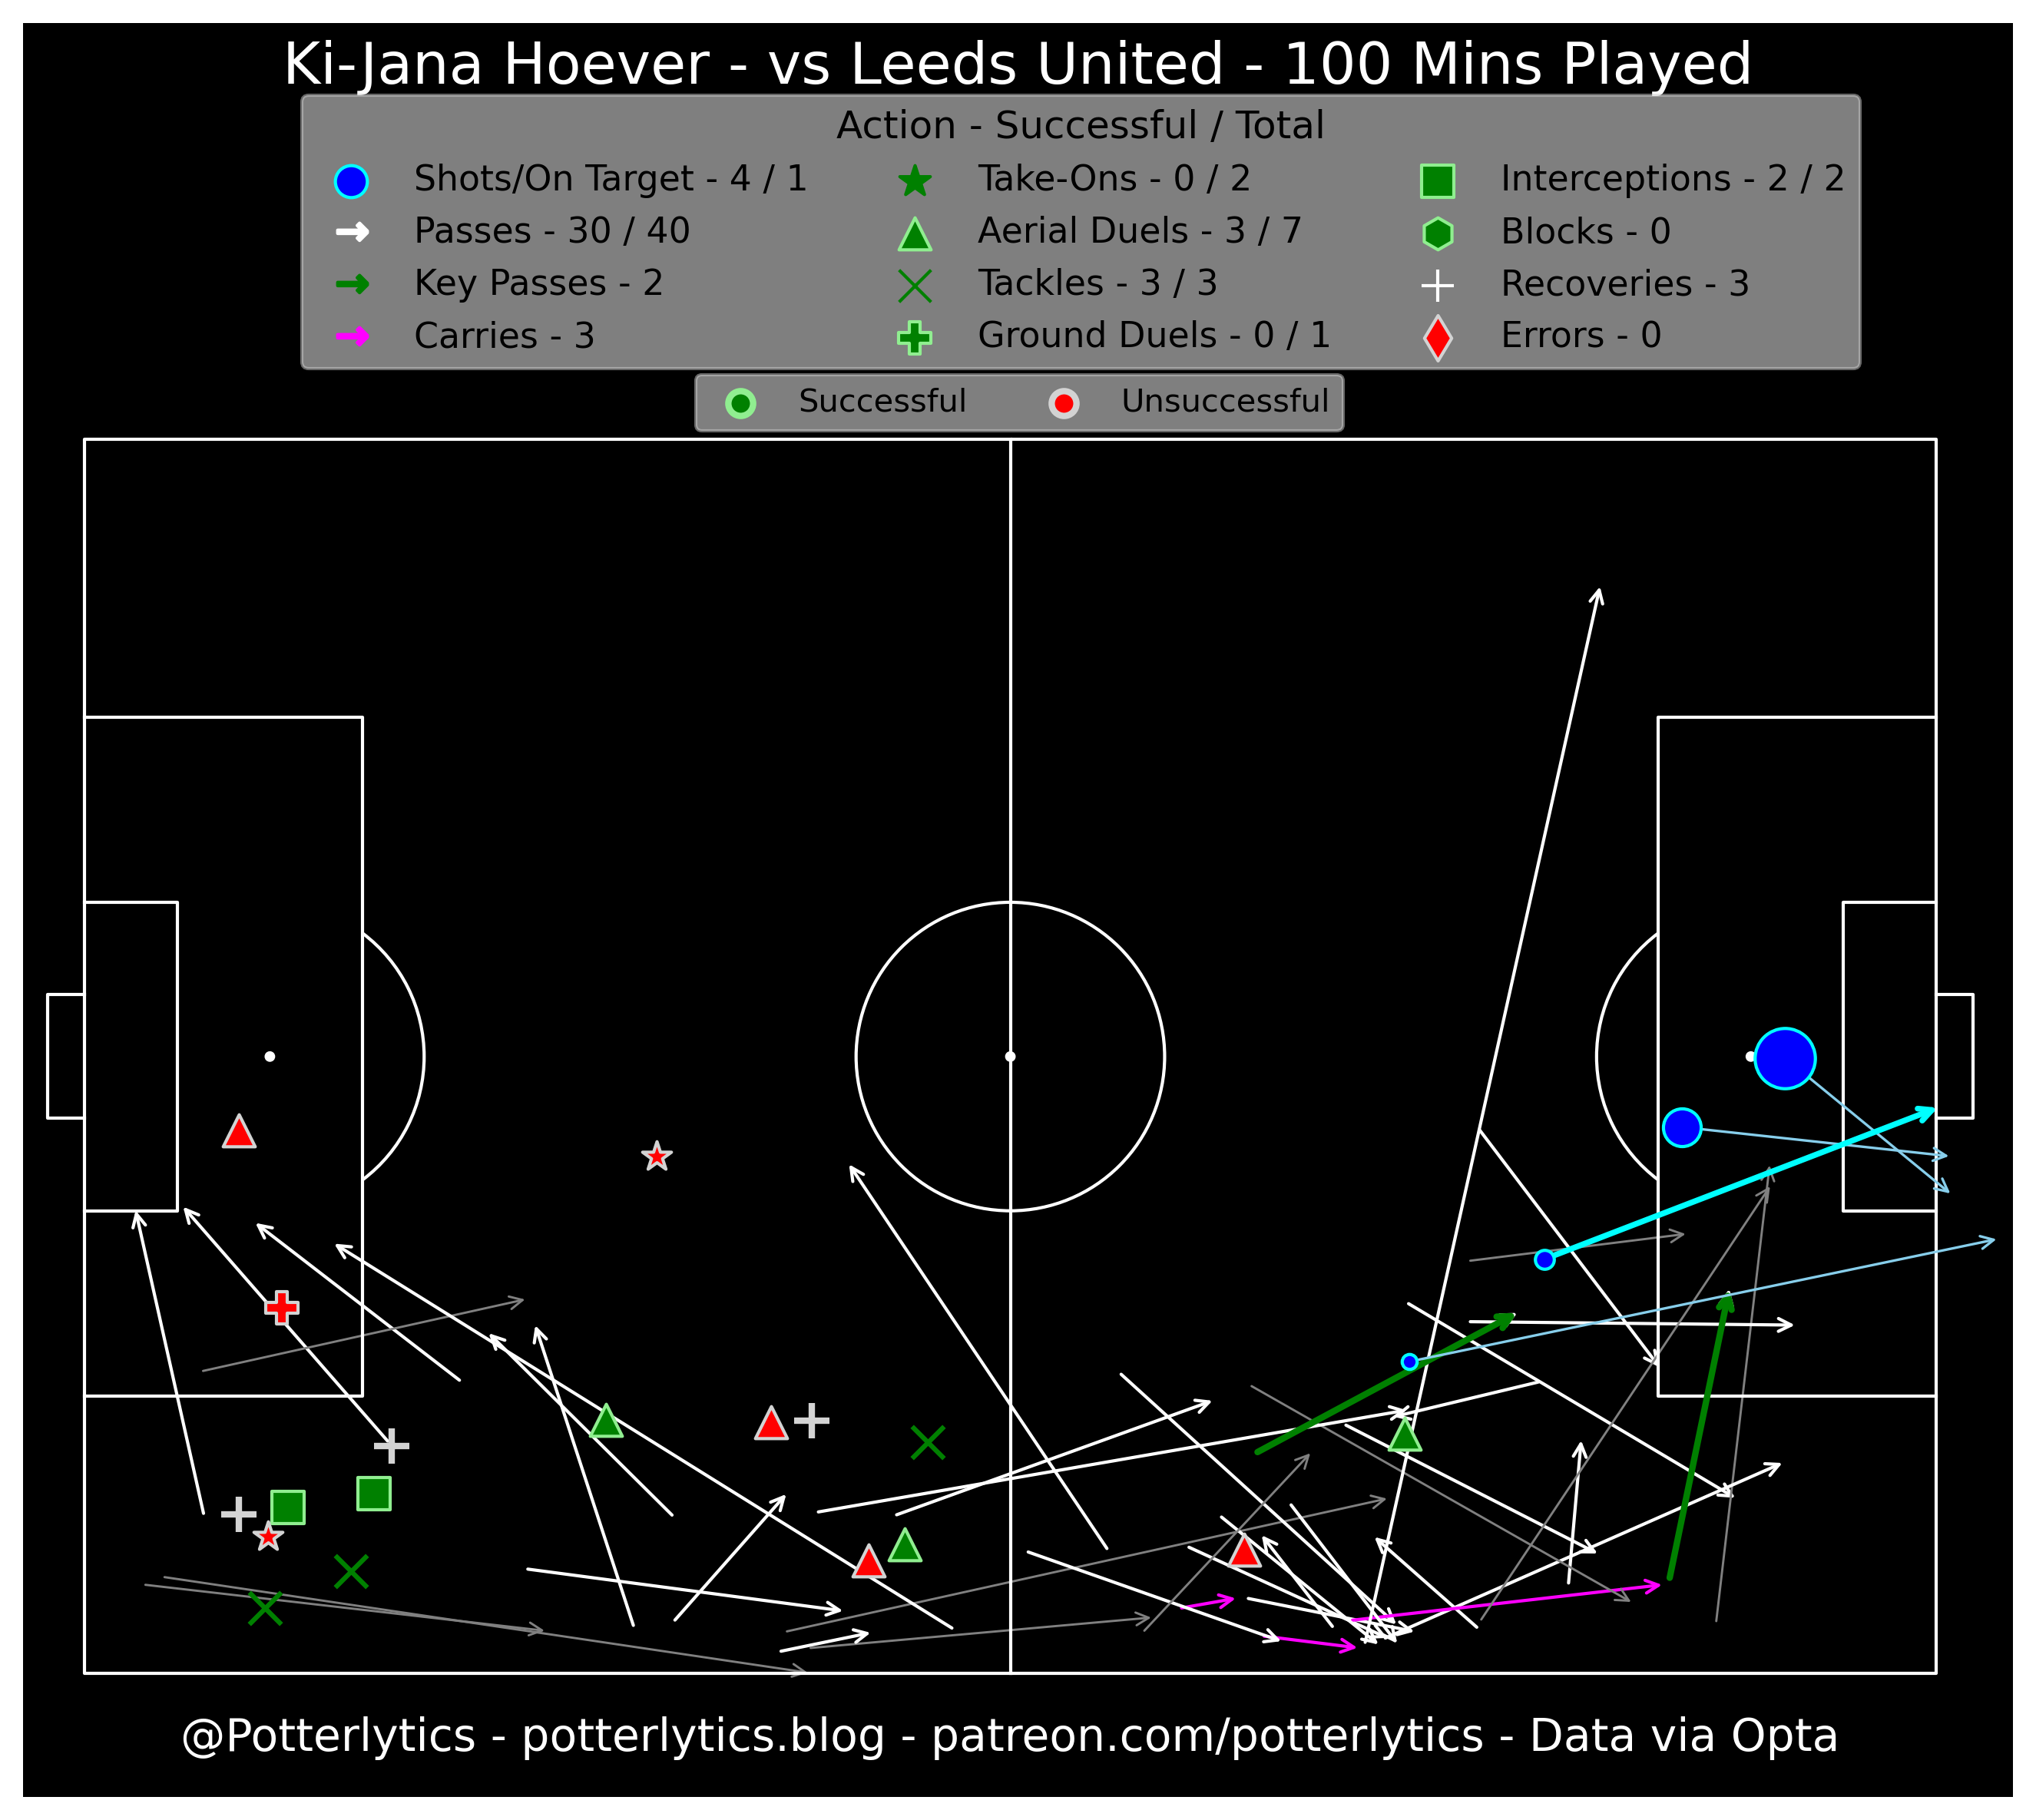 Ki-Jana Hoever - vs Leeds United - 100 Mins Played
Action - Successful / Total
Shots/On Target - 4 / 1
Passes - 30 / 40
Key Passes - 2
Carries - 3
Take-Ons - 0 / 2
Aerial Duels - 3 / 7
Tackles - 3 / 3
Ground Duels - 0 / 1
Interceptions - 2 / 2
Blocks - 0
Recoveries - 3
Errors - 0
Successful
Unsuccessful
@Potterlytics - potterlytics.blog - patreon.com/potterlytics - Data via Opta